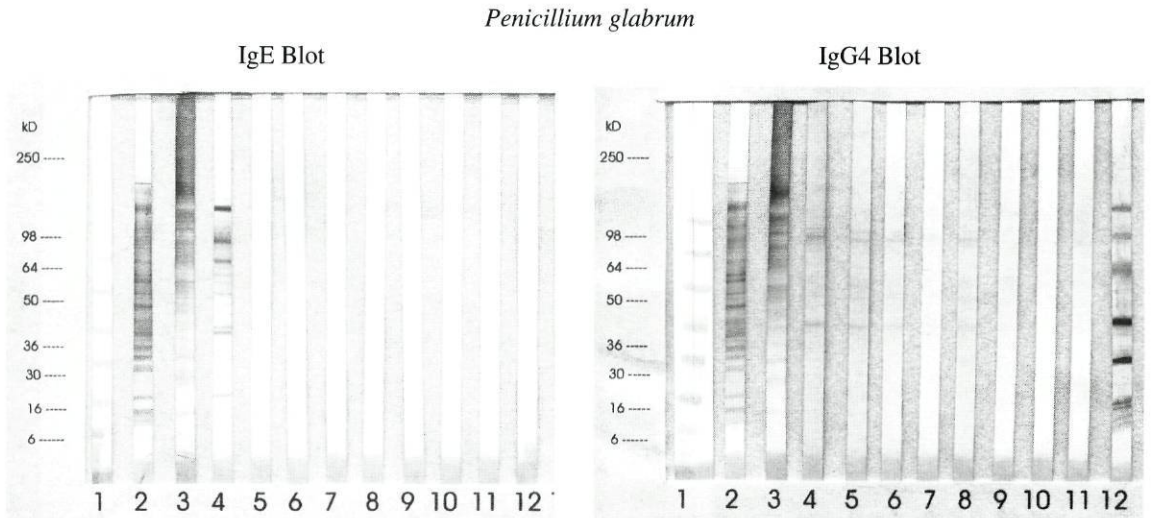 Penicillium glabrum
IgE Blot
IgG4 Blot
kD
250 -----
98 -----
64 -----
50 -----
36 -----
30 -----
16 -----
6 -----
1 2 3 4 5 6 7 8 9 10 11 12
kD
250 -----
98 -----
64 -----
50 -----
36 -----
30 -----
16 -----
6 -----
1 2 3 4 5 6 7 8 9 10 11 12